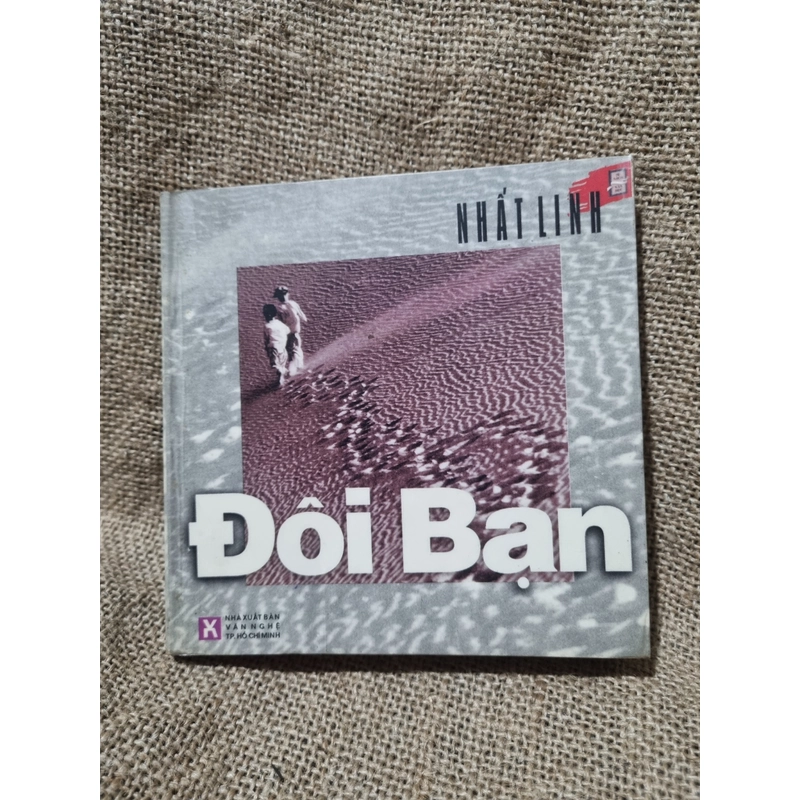 NHẤT LINH
Đôi Bạn
NHÀ XUẤT BẢN
VĂN NGHỆ
TP. HỒ CHÍ MINH